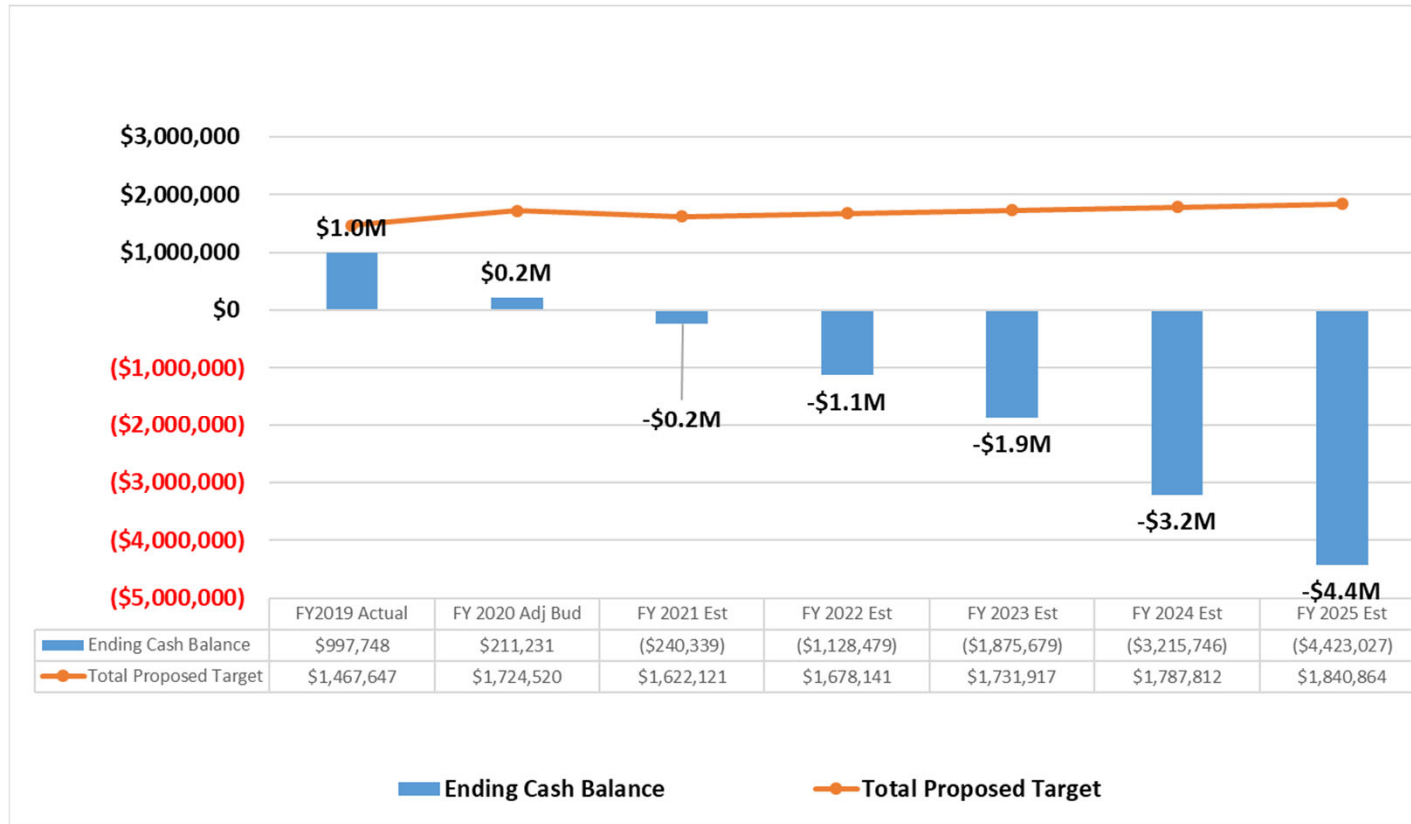 $3,000,000
$2,000,000
$1.0M
$1,000,000
$0.2M
$0
($1,000,000)
-$0.2M
-$1.1M
($2,000,000)
-$1.9M
($3,000,000)
-$3.2M
($4,000,000)
-$4.4M
($5,000,000)
FY2019 Actual FY 2020 Adj Bud FY 2021 Est FY 2022 Est FY 2023 Est FY 2024 Est FY 2025 Est
Ending Cash Balance $997,748 $211,231 ($240,339) ($1,128,479) ($1,875,679) ($3,215,746) ($4,423,027)
Total Proposed Target $1,467,647 $1,724,520 $1,622,121 $1,678,141 $1,731,917 $1,787,812 $1,840,864
Ending Cash Balance Total Proposed Target